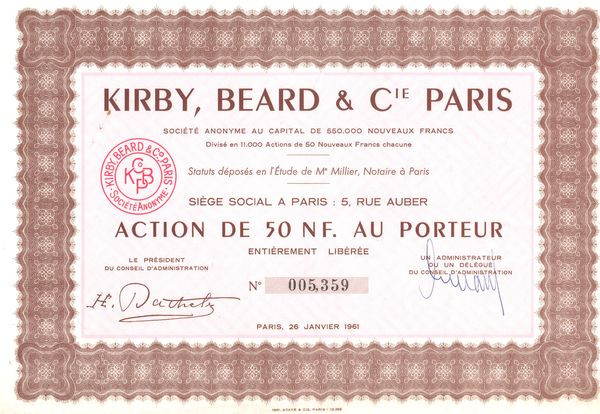 KIRBY, BEARD & Cᴵᴱ PARIS
SOCIÉTÉ ANONYME AU CAPITAL DE 550.000 NOUVEAUX FRANCS
Divisé en 11.000 Actions de 50 Nouveaux Francs chacune
Statuts déposés en l'Étude de Mᵉ Millier, Notaire à Paris
KIRBY BEARD & Cº PARIS
SOCIÉTÉ ANONYME
SIÈGE SOCIAL A PARIS : 5, RUE AUBER
ACTION DE 50 NF. AU PORTEUR
ENTIÈREMENT LIBÉRÉE
LE PRÉSIDENT
DU CONSEIL D'ADMINISTRATION
UN ADMINISTRATEUR
OU UN DÉLÉGUÉ
DU CONSEIL D'ADMINISTRATION
Nº 005,359
PARIS, 26 JANVIER 1961